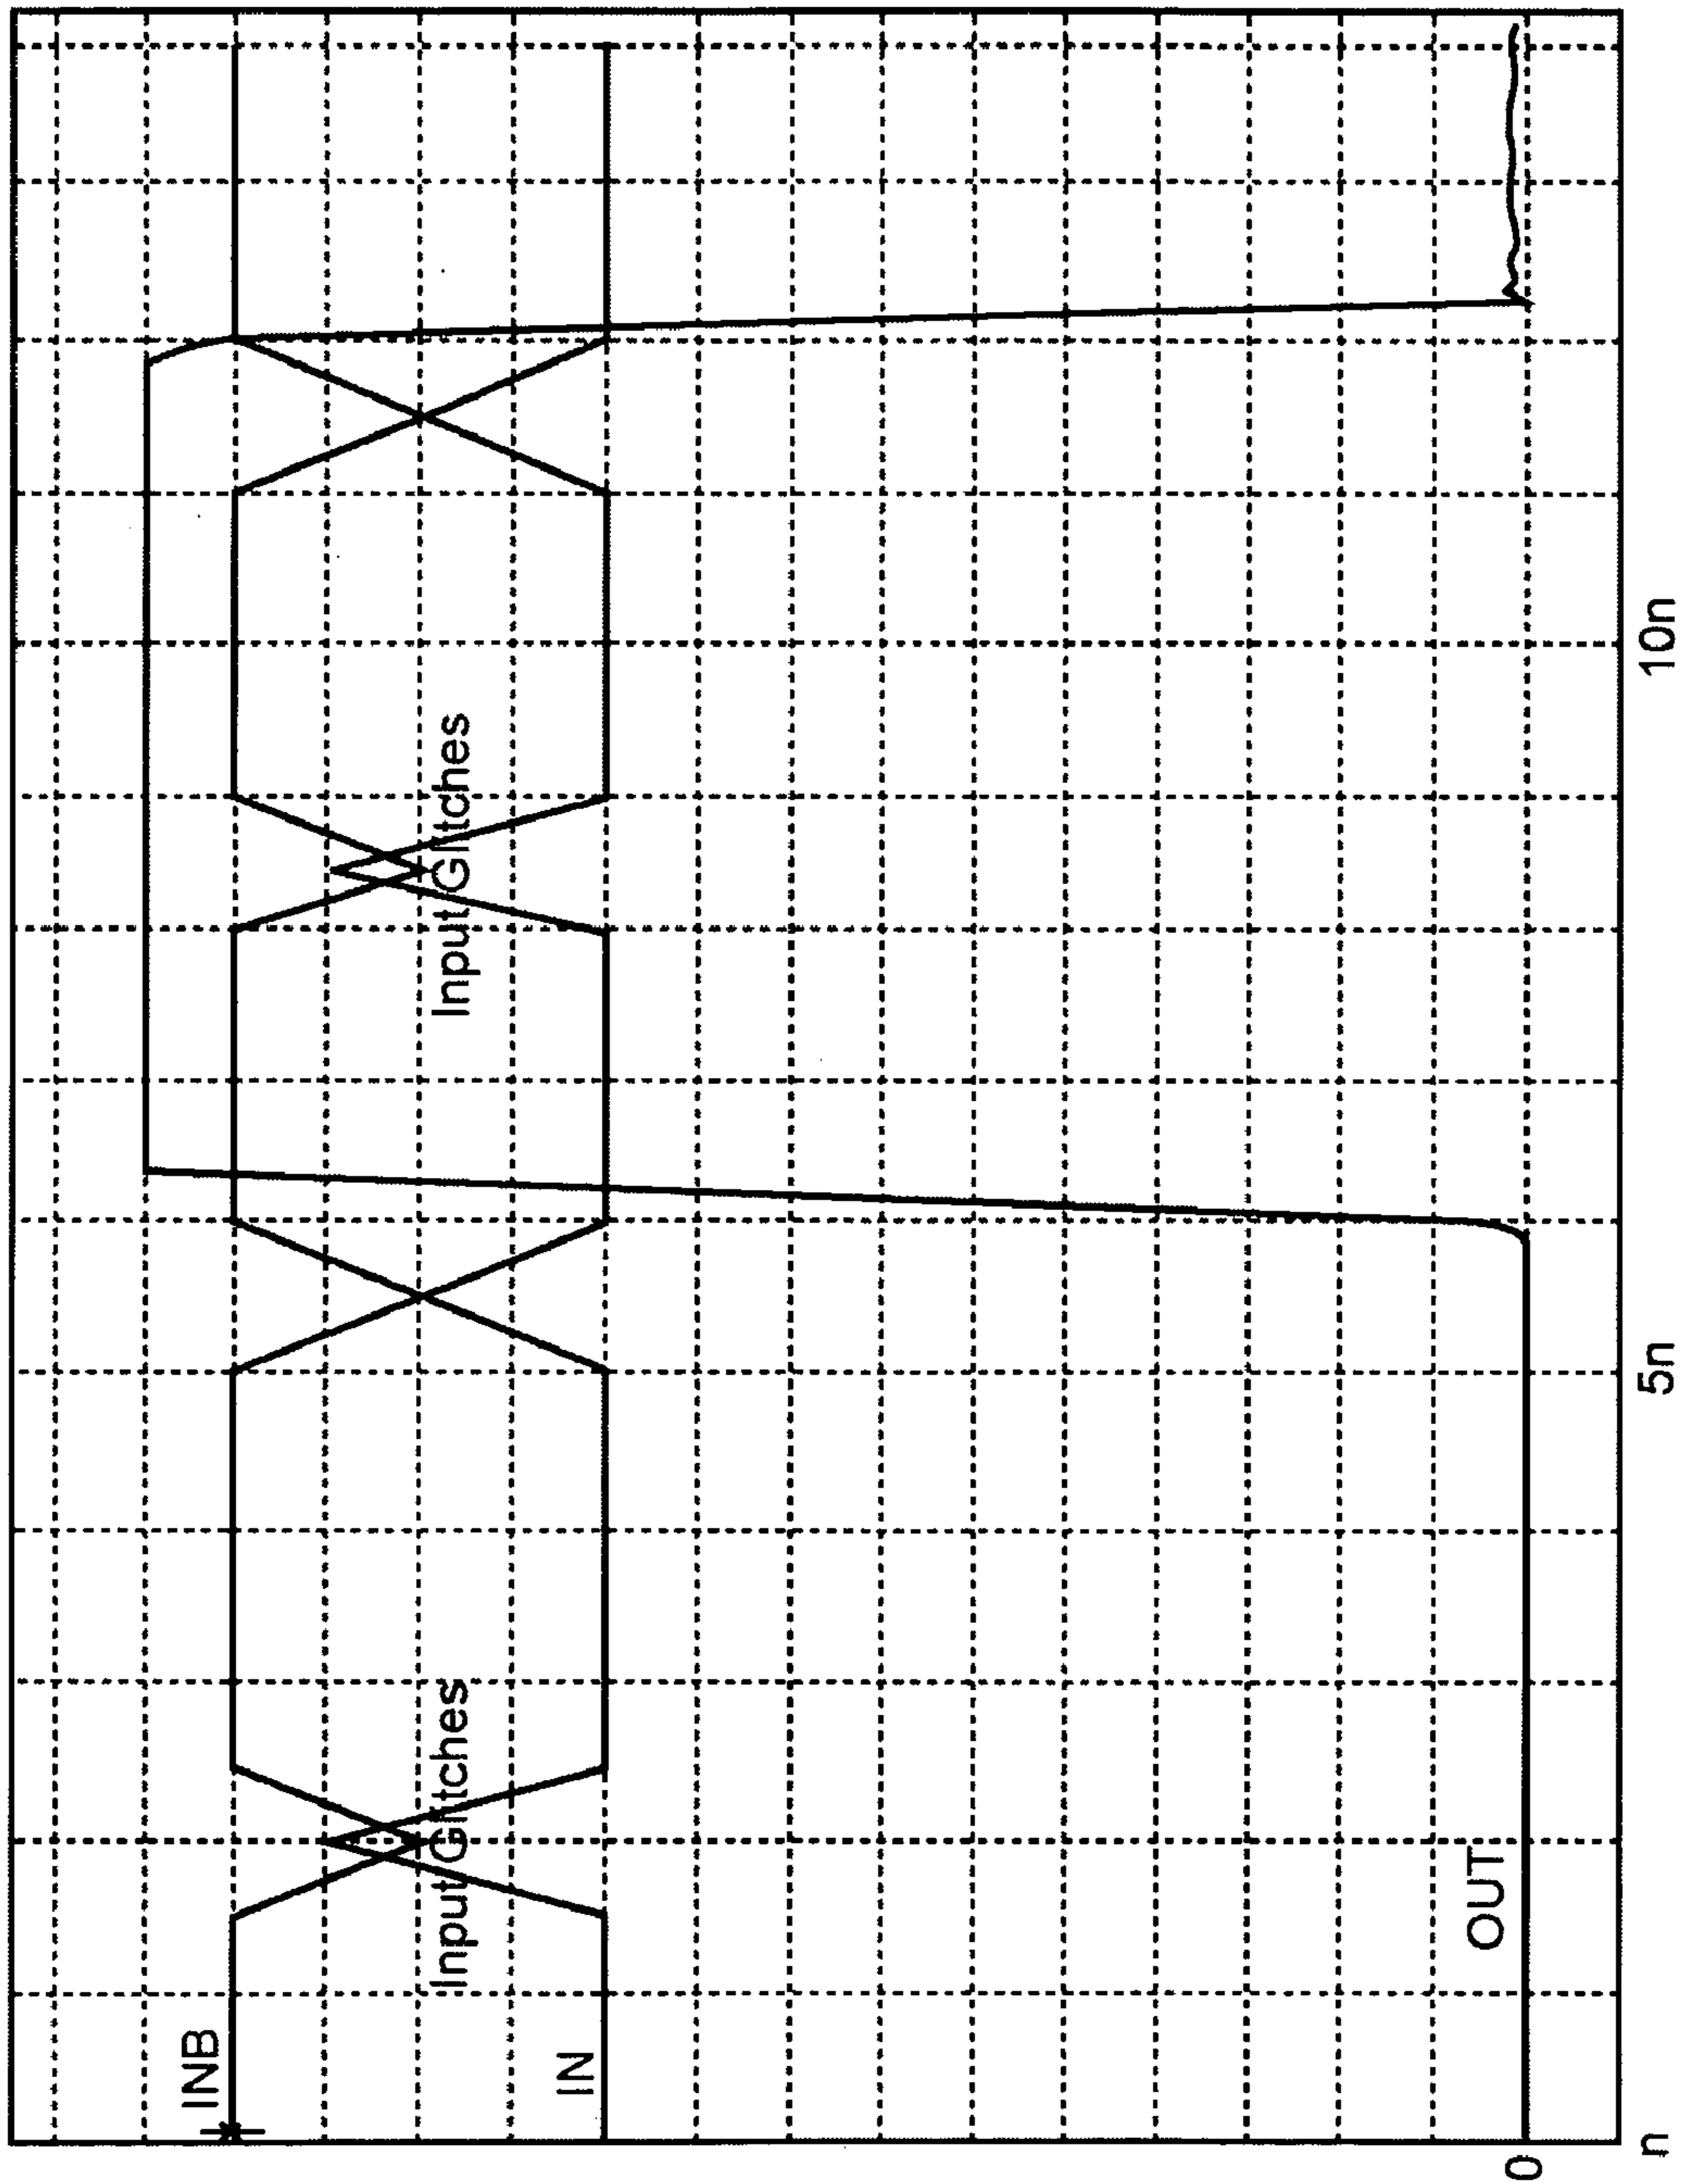 INB
Input Glitches
Input Glitches
IN
OUT
0
n
5n
10n